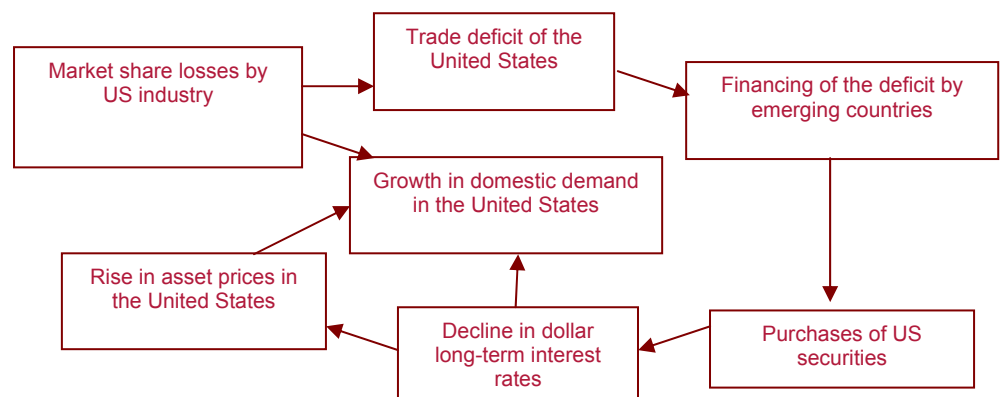 Market share losses by
US industry
Trade deficit of the
United States
Financing of the deficit by
emerging countries
Growth in domestic demand
in the United States
Rise in asset prices in
the United States
Decline in dollar
long-term interest
rates
Purchases of US
securities